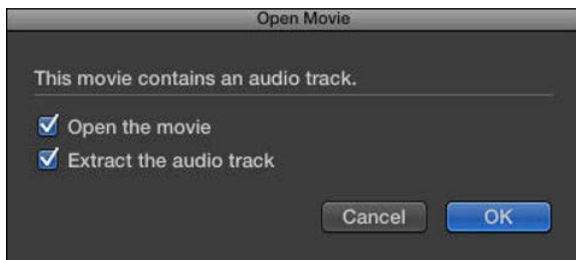 Open Movie
This movie contains an audio track.
Open the movie
Extract the audio track
Cancel OK